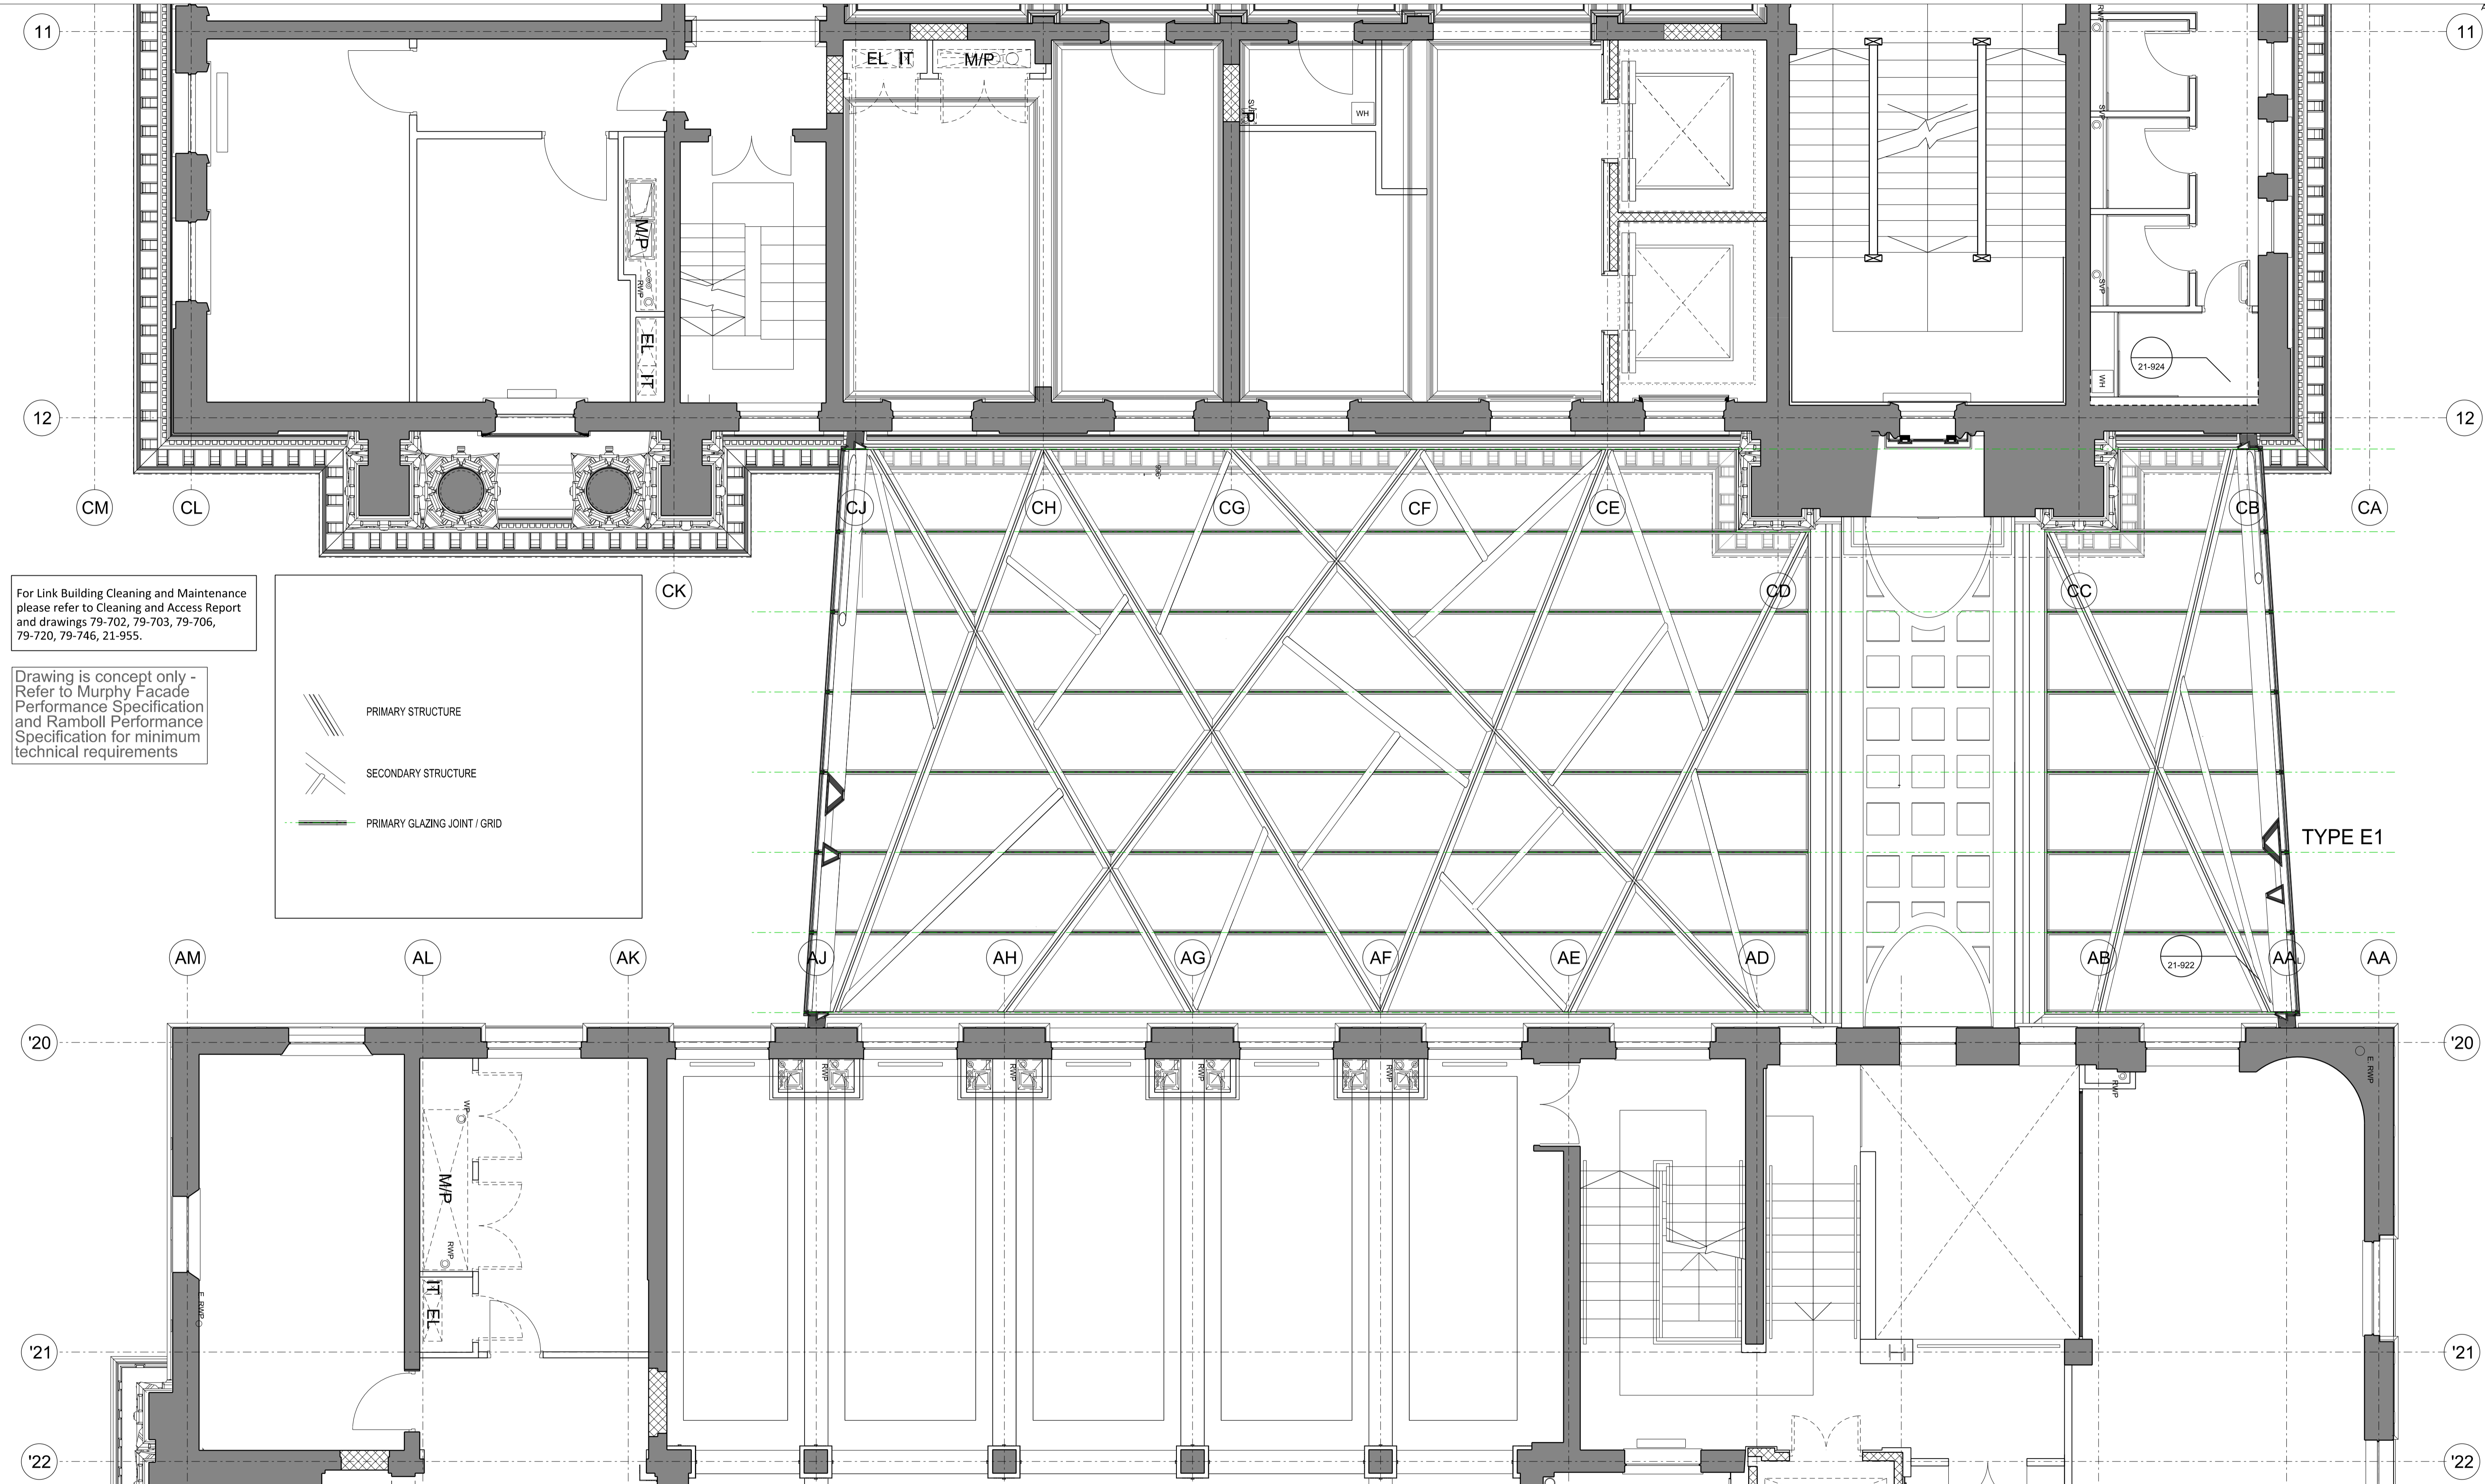 11
11
EL IT
M/P
WH
SVP
RWP
SVP
SVP
M/P
RWP
EL IT
21-924
WH
12
12
CM
CL
CJ
CH
CG
CF
CE
CB
CA
CK
CD
CC
For Link Building Cleaning and Maintenance
please refer to Cleaning and Access Report
and drawings 79-702, 79-703, 79-706,
79-720, 79-746, 21-955.
Drawing is concept only -
Refer to Murphy Facade
Performance Specification
and Ramboll Performance
Specification for minimum
technical requirements
PRIMARY STRUCTURE
SECONDARY STRUCTURE
PRIMARY GLAZING JOINT / GRID
TYPE E1
AM
AL
AK
AJ
AH
AG
AF
AE
AD
AB
21-922
AA
AA
'20
'20
RWP
RWP
RWP
RWP
RWP
E. RWP
WP
M/P
RWP
IT EL
E. RWP
'21
'21
'22
'22